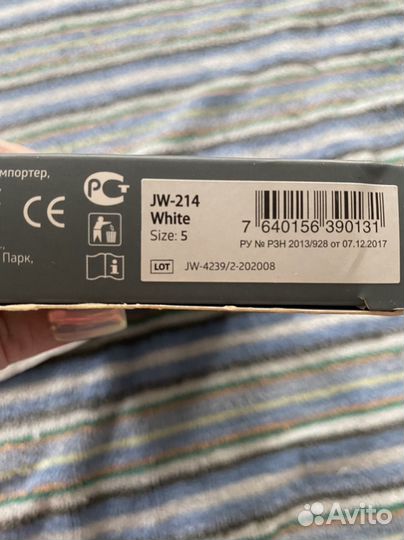 мпортер,
CE
РСТ
JW-214
White
Size: 5
7 640156 390131
РУ № РЗН 2013/928 от 07.12.2017
LOT JW-4239/2-202008
Парк,
Avito